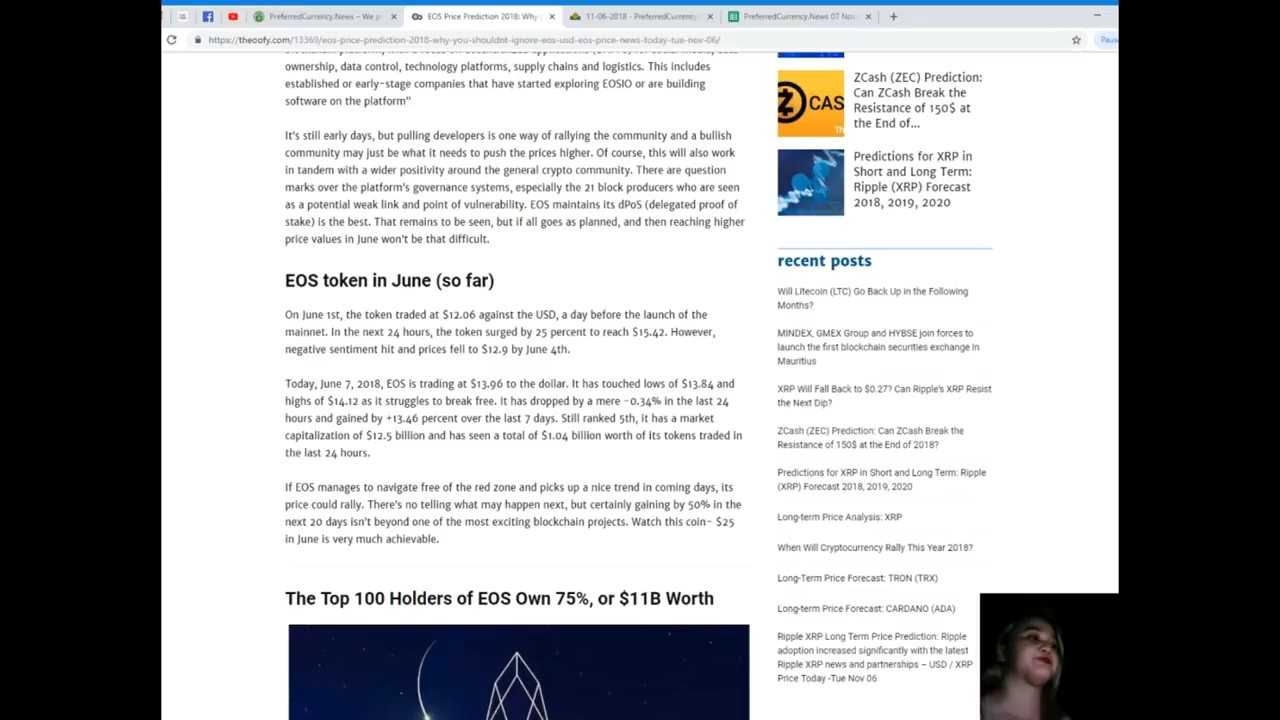 PreferredCurrency.News – We p
EOS Price Prediction 2018: Why
11-06-2018 - PreferredCurrency
PreferredCurrency.News 07 Nov
https://theoofy.com/13369/eos-price-prediction-2018-why-you-shouldnt-ignore-eos-usd-eos-price-news-today-tue-nov-06/
Paus
ownership, data control, technology platforms, supply chains and logistics. This includes
established or early-stage companies that have started exploring EOSIO or are building
software on the platform"
It's still early days, but pulling developers is one way of rallying the community and a bullish
community may just be what it needs to push the prices higher. Of course, this will also work
in tandem with a wider positivity around the general crypto community. There are question
marks over the platform's governance systems, especially the 21 block producers who are seen
as a potential weak link and point of vulnerability. EOS maintains its dPoS (delegated proof of
stake) is the best. That remains to be seen, but if all goes as planned, and then reaching higher
price values in June won't be that difficult.
EOS token in June (so far)
On June 1st, the token traded at $12.06 against the USD, a day before the launch of the
mainnet. In the next 24 hours, the token surged by 25 percent to reach $15.42. However,
negative sentiment hit and prices fell to $12.9 by June 4th.
Today, June 7, 2018, EOS is trading at $13.96 to the dollar. It has touched lows of $13.84 and
highs of $14.12 as it struggles to break free. It has dropped by a mere -0.34% in the last 24
hours and gained by +13.46 percent over the last 7 days. Still ranked 5th, it has a market
capitalization of $12.5 billion and has seen a total of $1.04 billion worth of its tokens traded in
the last 24 hours.
If EOS manages to navigate free of the red zone and picks up a nice trend in coming days, its
price could rally. There's no telling what may happen next, but certainly gaining by 50% in the
next 20 days isn't beyond one of the most exciting blockchain projects. Watch this coin- $25
in June is very much achievable.
The Top 100 Holders of EOS Own 75%, or $11B Worth
CAS
Th
ZCash (ZEC) Prediction:
Can ZCash Break the
Resistance of 150$ at
the End of...
Predictions for XRP in
Short and Long Term:
Ripple (XRP) Forecast
2018, 2019, 2020
recent posts
Will Litecoin (LTC) Go Back Up in the Following
Months?
MINDEX, GMEX Group and HYBSE join forces to
launch the first blockchain securities exchange in
Mauritius
XRP Will Fall Back to $0.27? Can Ripple's XRP Resist
the Next Dip?
ZCash (ZEC) Prediction: Can ZCash Break the
Resistance of 150$ at the End of 2018?
Predictions for XRP in Short and Long Term: Ripple
(XRP) Forecast 2018, 2019, 2020
Long-term Price Analysis: XRP
When Will Cryptocurrency Rally This Year 2018?
Long-Term Price Forecast: TRON (TRX)
Long-term Price Forecast: CARDANO (ADA)
Ripple XRP Long Term Price Prediction: Ripple
adoption increased significantly with the latest
Ripple XRP news and partnerships – USD / XRP
Price Today -Tue Nov 06